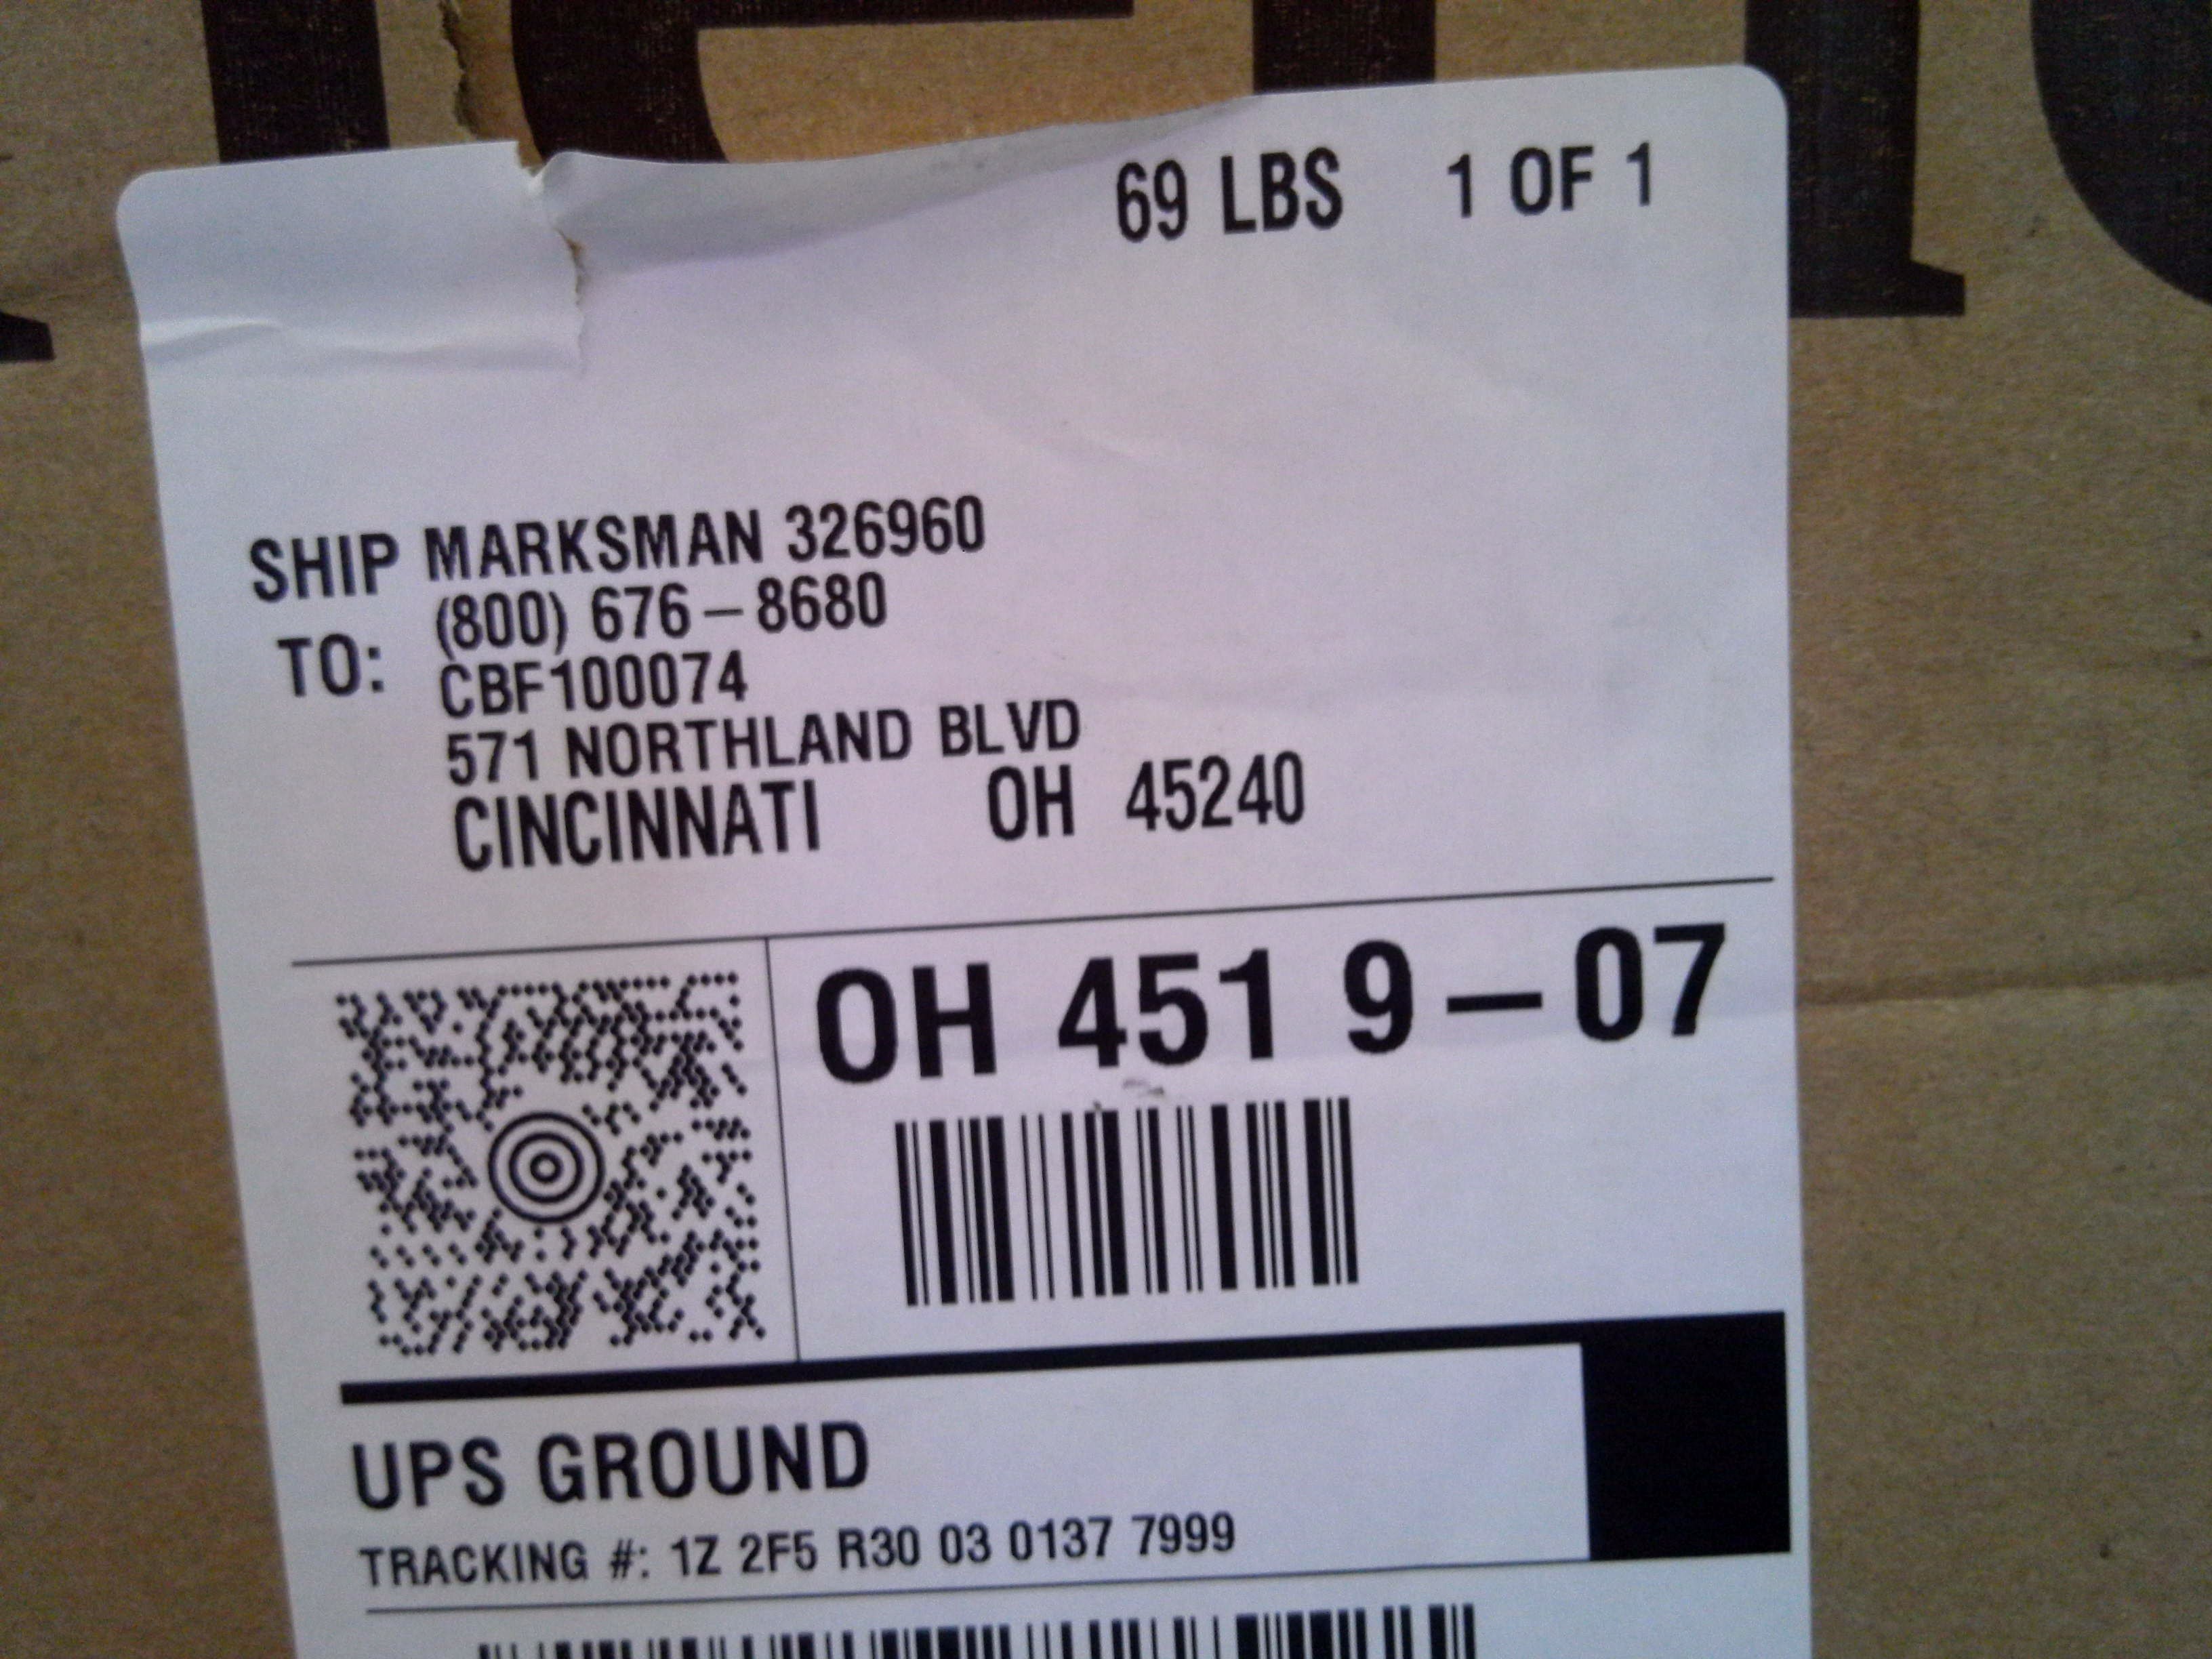 69 LBS 1 OF 1
SHIP TO: MARKSMAN 326960
(800) 676-8680
CBF100074
571 NORTHLAND BLVD
CINCINNATI OH 45240
OH 451 9-07
UPS GROUND
TRACKING #: 1Z 2F5 R30 03 0137 7999